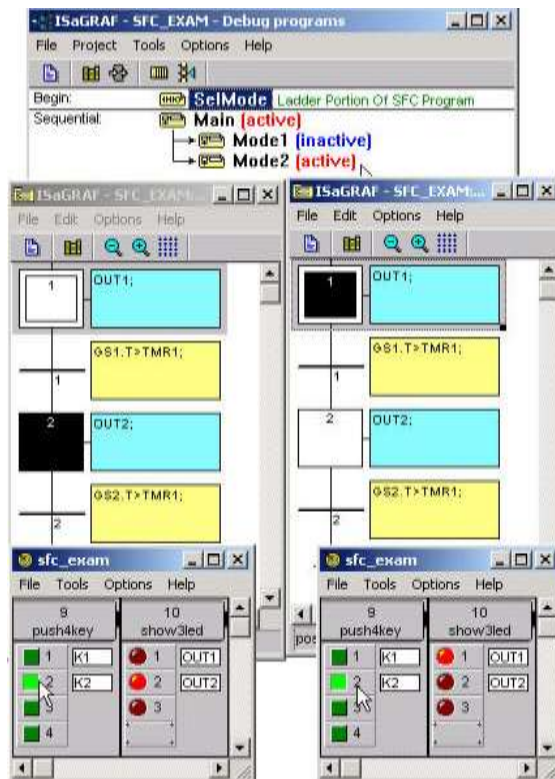 ISaGRAF - SFC_EXAM - Debug programs
File Project Tools Options Help
Begin: SelMode Ladder Portion Of SFC Program
Sequential: Main (active)
Mode1 (inactive)
Mode2 (active)
ISaGRAF - SFC_EXAM:...
File Edit Options Help
1 OUT1;
GS1.T>TMR1;
1
2 OUT2;
GS2.T>TMR1;
2
ISaGRAF - SFC_EXAM:...
File Edit Options Help
1 OUT1;
GS1.T>TMR1;
1
2 OUT2;
GS2.T>TMR1;
2
pos
sfc_exam
File Tools Options Help
9 10
push4key show3led
1 K1 1 OUT1
2 K2 2 OUT2
3 3
4
sfc_exam
File Tools Options Help
9 10
push4key show3led
1 K1 1 OUT1
2 K2 2 OUT2
3 3
4